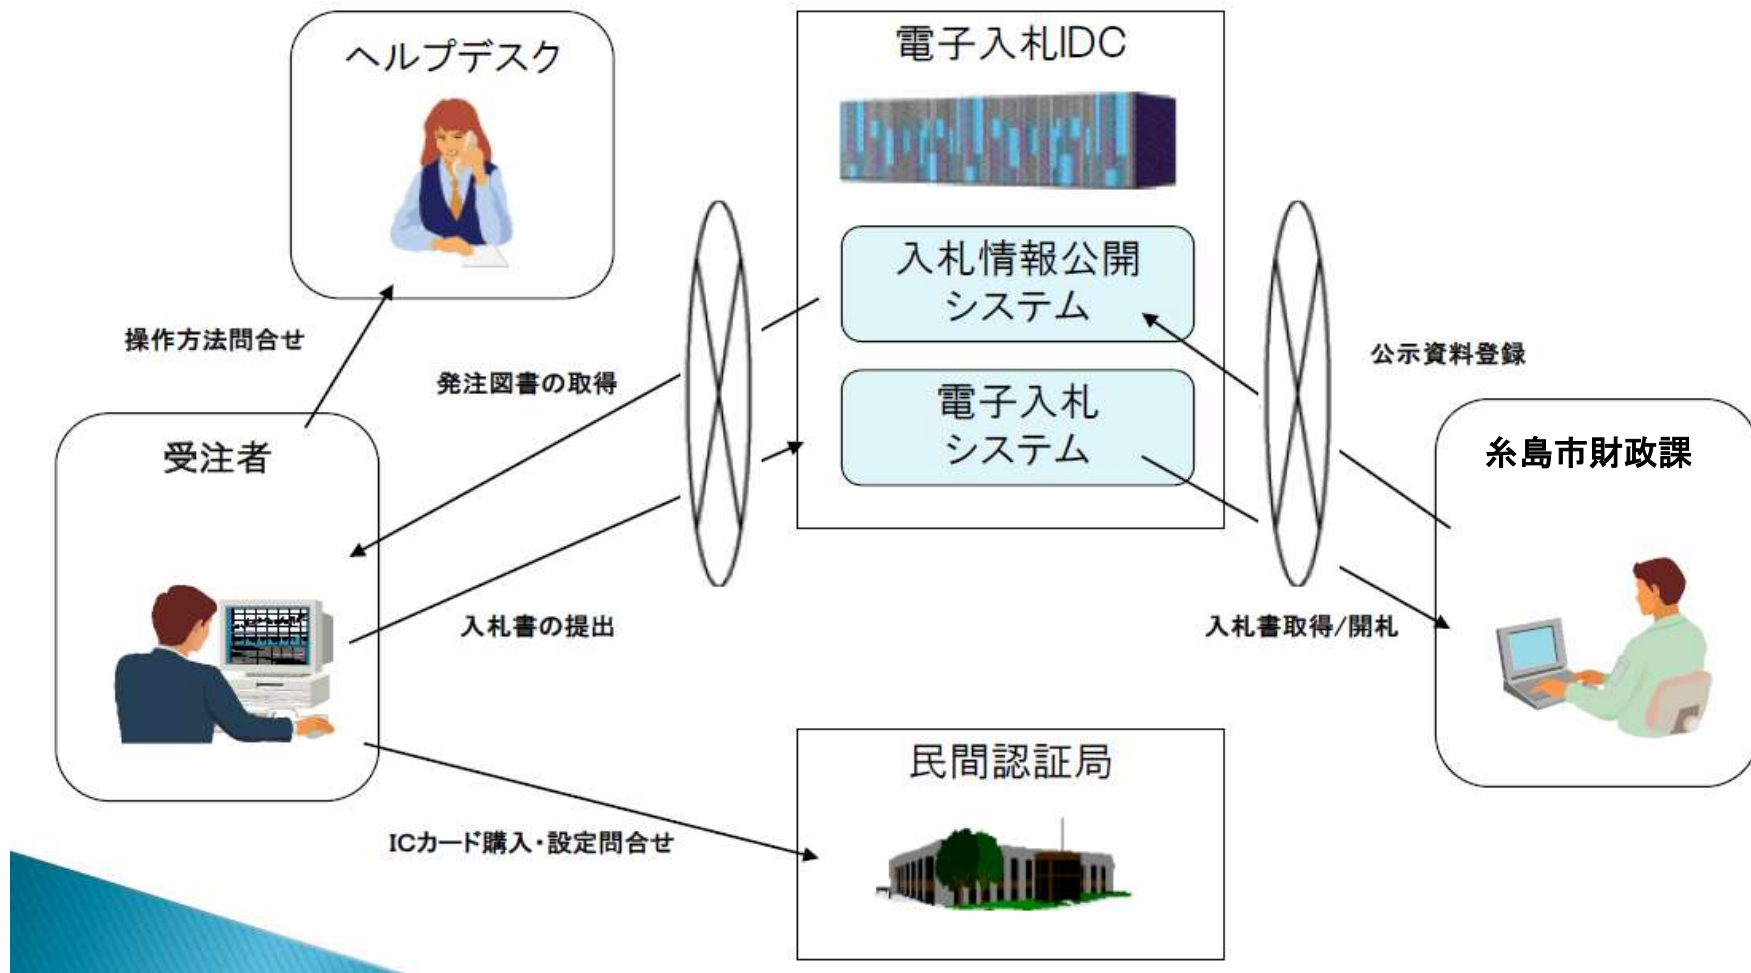 ヘルプデスク
電子入札IDC
入札情報公開
システム
操作方法問合せ
発注図書の取得
公示資料登録
電子入札
システム
受注者
糸島市財政課
入札書の提出
入札書取得/開札
民間認証局
ICカード購入・設定問合せ